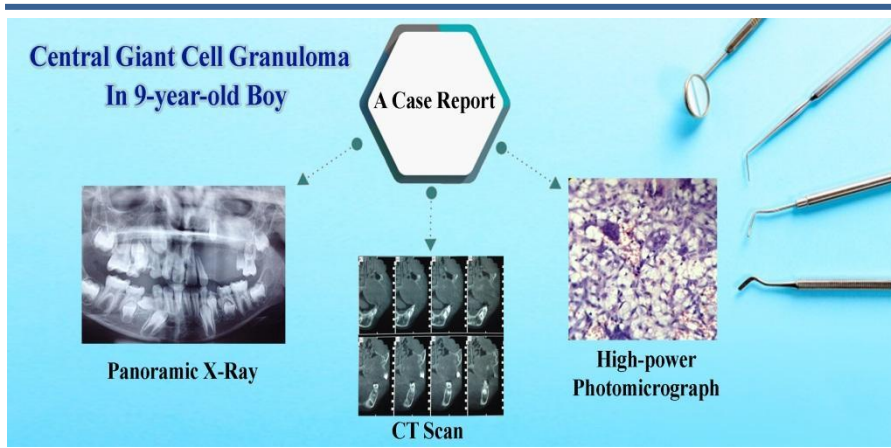 Central Giant Cell Granuloma
In 9-year-old Boy
A Case Report
Panoramic X-Ray
CT Scan
High-power
Photomicrograph